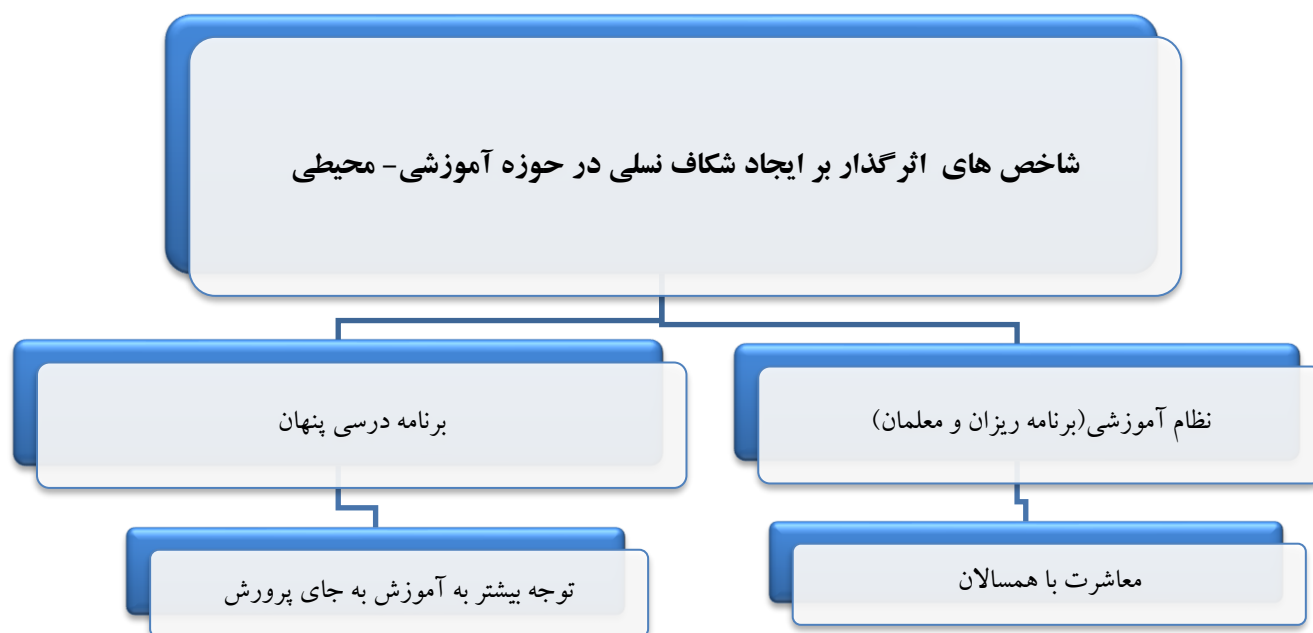 شاخص های اثرگذار بر ایجاد شکاف نسلی در حوزه آموزشی- محیطی
نظام آموزشی(برنامه ریزان و معلمان)
برنامه درسی پنهان
معاشرت با همسالان
توجه بیشتر به آموزش به جای پرورش